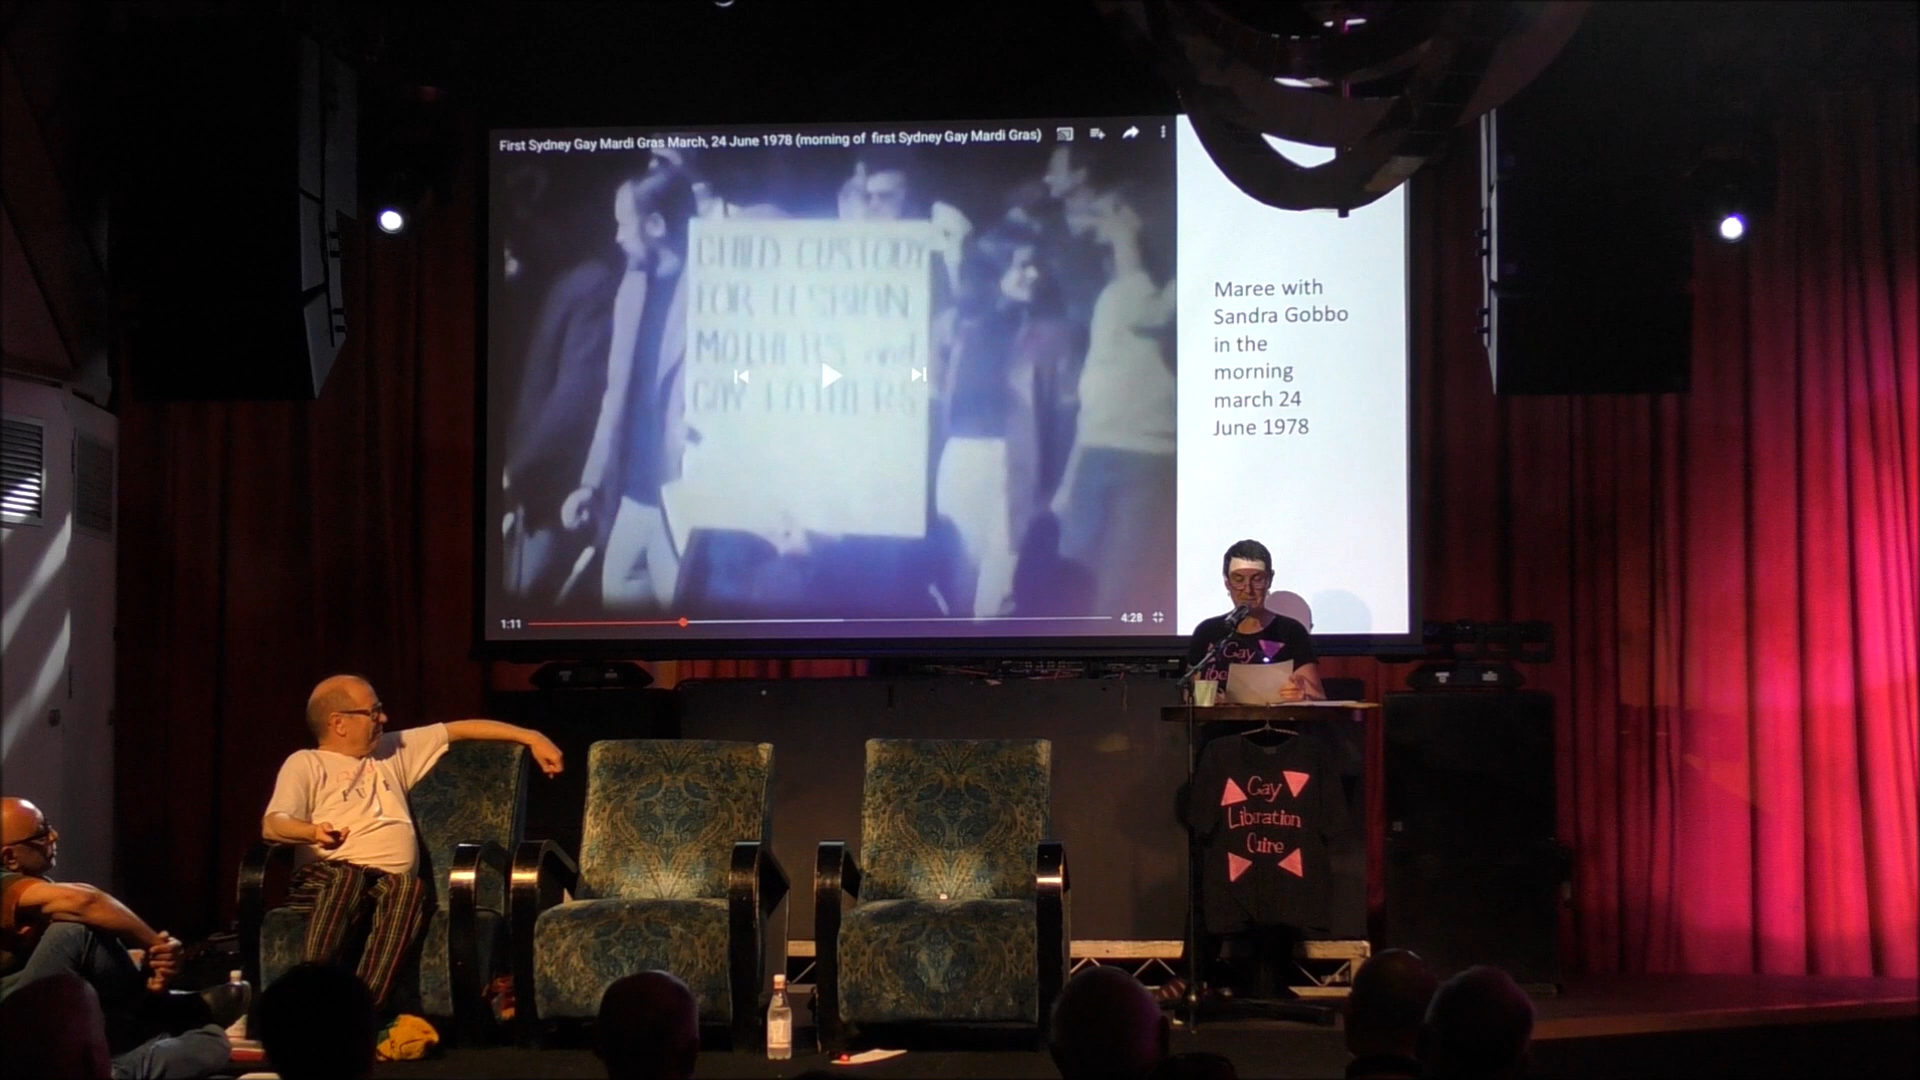 First Sydney Gay Mardi Gras March, 24 June 1978 (morning of first Sydney Gay Mardi Gras)
CHILD CUSTODY
FOR LESBIAN
MOTHERS and
GAY FATHERS
1:11
4:28
Maree with
Sandra Gobbo
in the
morning
march 24
June 1978
Gay
Gay
Liberation
Quire